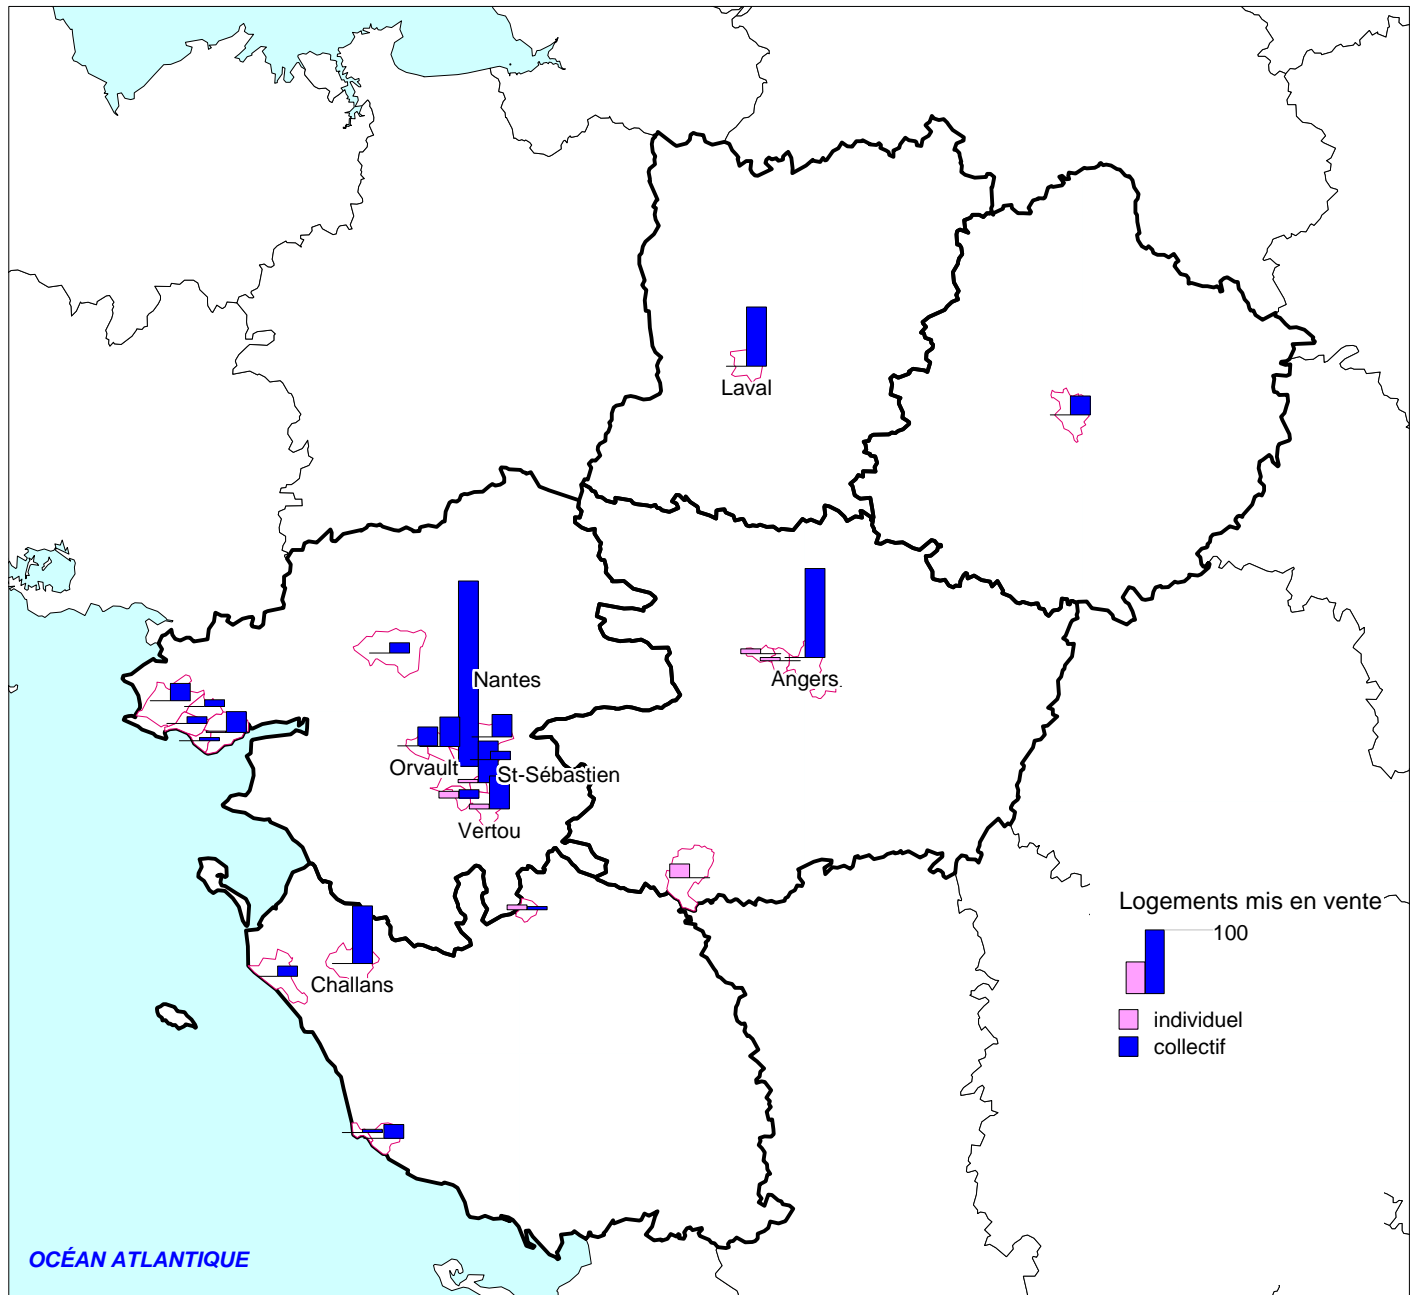 Laval
Nantes
Angers
Orvault
St-Sébastien
Vertou
Logements mis en vente
100
Challans
individuel
collectif
OCÉAN ATLANTIQUE